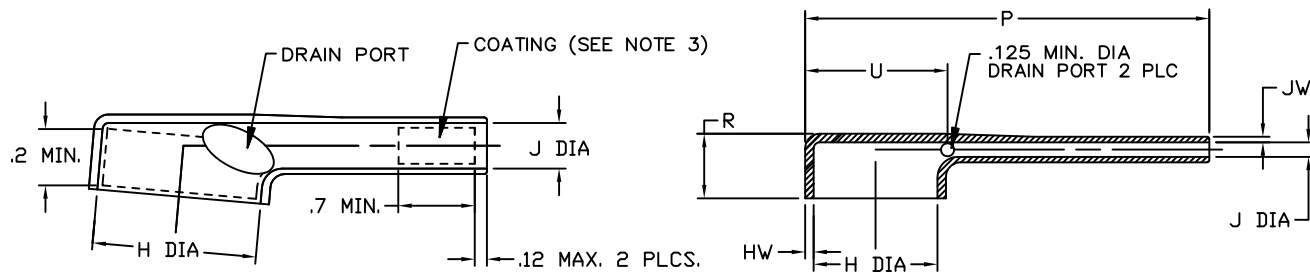 DRAIN PORT
COATING (SEE NOTE 3)
.2 MIN.
J DIA
.7 MIN.
H DIA
.12 MAX. 2 PLCS.
P
U
.125 MIN. DIA
DRAIN PORT 2 PLC
JW
R
J DIA
HW
H DIA